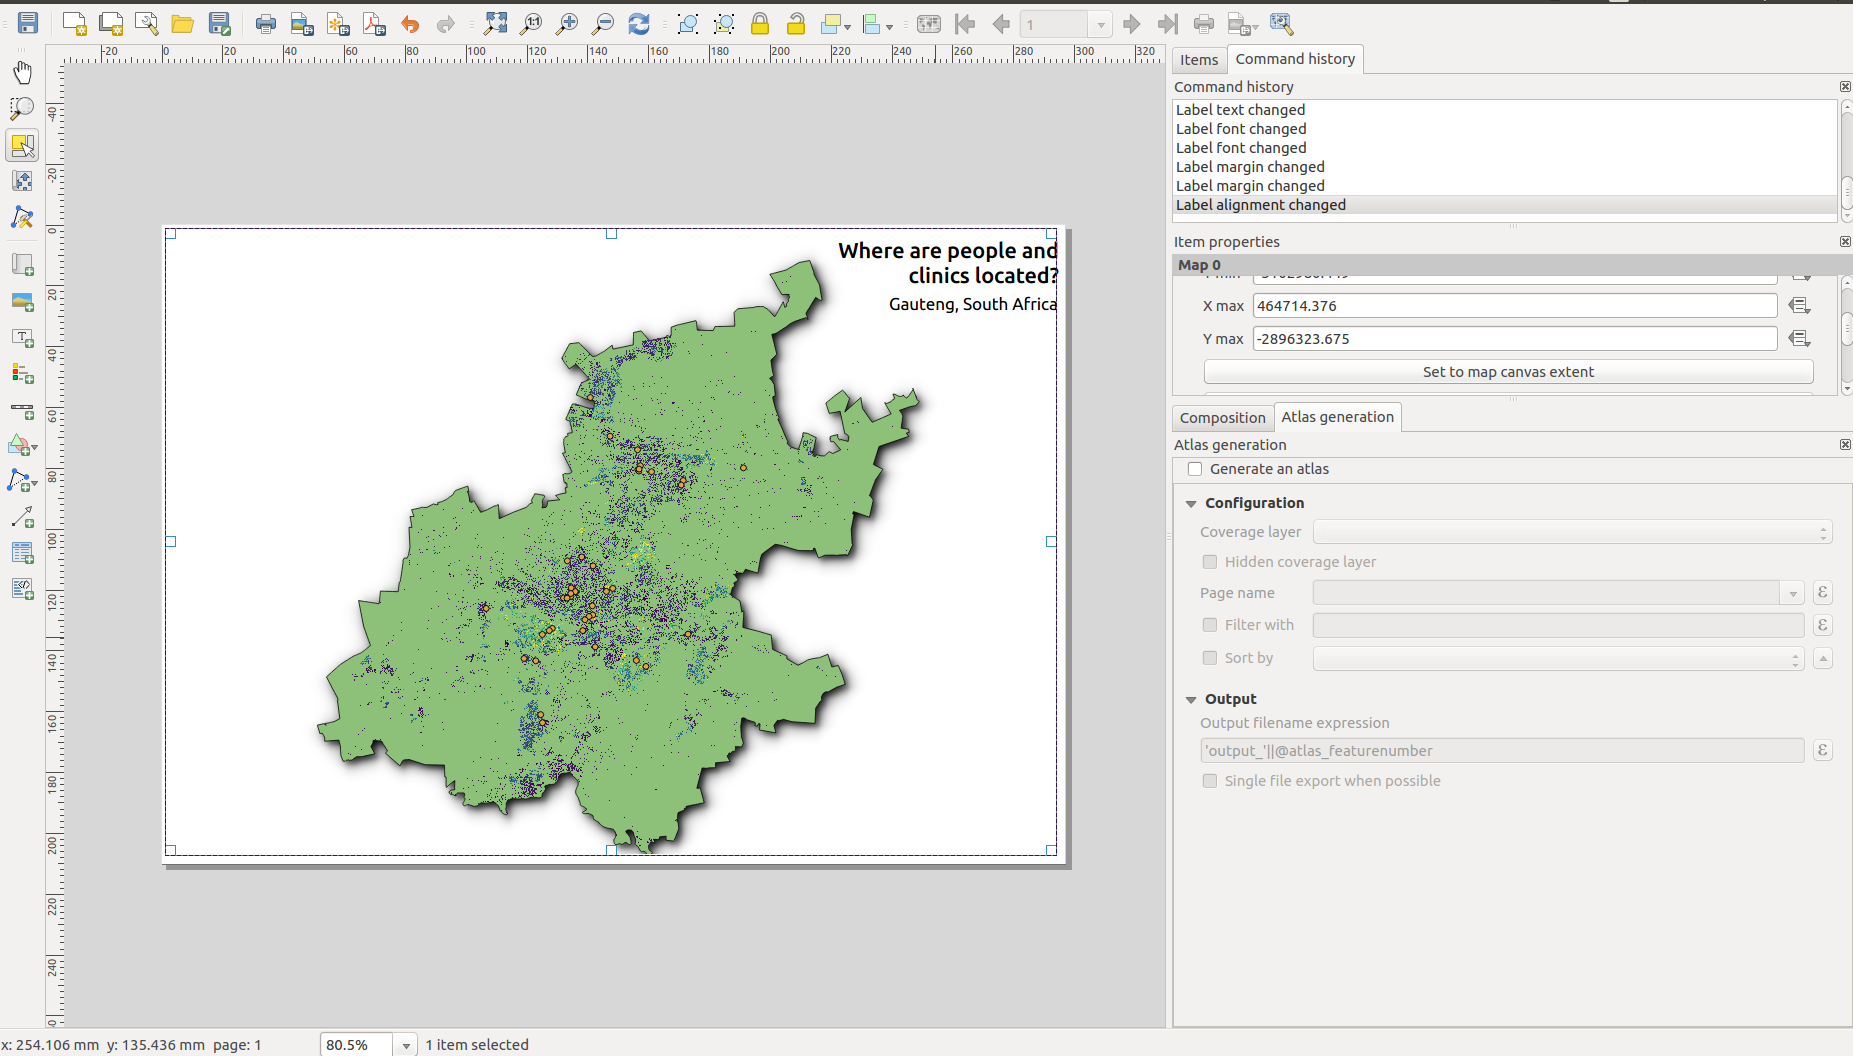 1:1
1
-20 0 20 40 60 80 100 120 140 160 180 200 220 240 260 280 300 320
-40
-20
0
20
40
60
80
100
120
140
160
180
200
220
240
Where are people and
clinics located?
Gauteng, South Africa
Items Command history
Command history
Label text changed
Label font changed
Label font changed
Label margin changed
Label margin changed
Label alignment changed
Item properties
Map 0
X max 464714.376
Y max -2896323.675
Set to map canvas extent
Composition Atlas generation
Atlas generation
Generate an atlas
Configuration
Coverage layer
Hidden coverage layer
Page name ε
Filter with ε
Sort by
Output
Output filename expression
'output_'||@atlas_featurenumber ε
Single file export when possible
x: 254.106 mm y: 135.436 mm page: 1 80.5% 1 item selected